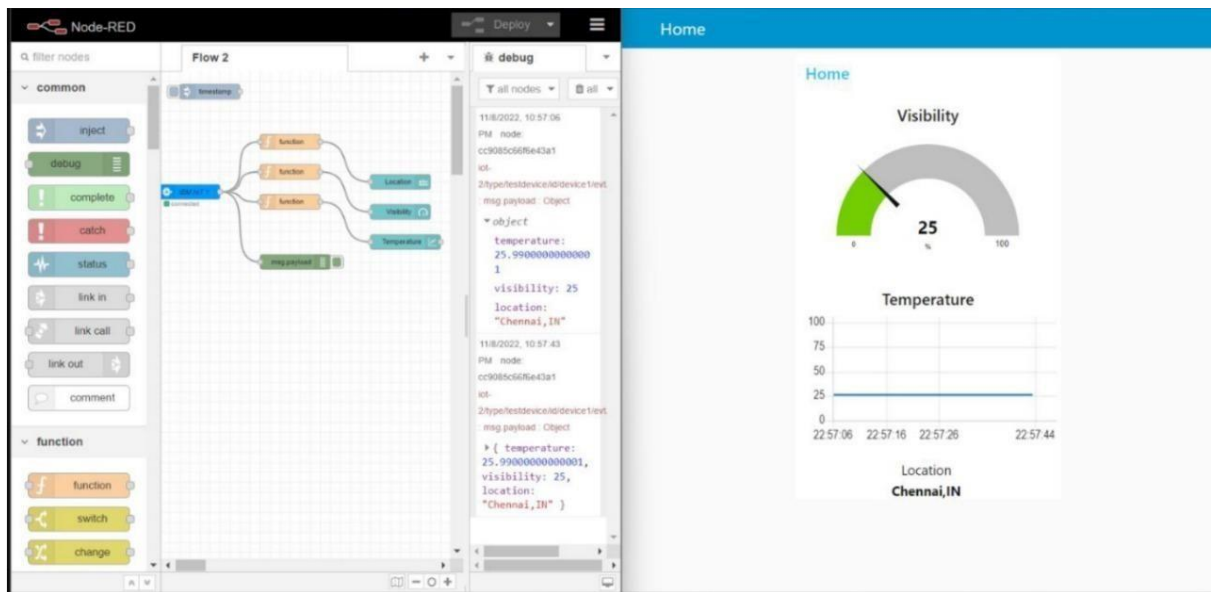 Node-RED
Deploy
filter nodes
common
inject
debug
complete
catch
status
link in
link call
link out
comment
function
function
switch
change
Flow 2
timestamp
function
function
function
connected
Location
Visibility
Temperature
msg.payload
debug
all nodes
all
11/8/2022, 10:57:06
PM node:
cc9085c66f6e43a1
iot-
2/type/testdevice/id/device1/evt
msg.payload : Object
object
temperature:
25.9900000000000
1
visibility: 25
location:
"Chennai,IN"
11/8/2022, 10:57:43
PM node:
cc9085c66f6e43a1
iot-
2/type/testdevice/id/device1/evt
msg.payload : Object
{ temperature:
25.99000000000001,
visibility: 25,
location:
"Chennai,IN" }
Home
Home
Visibility
25
0 % 100
Temperature
100
75
50
25
0
22:57:06 22:57:16 22:57:26 22:57:44
Location
Chennai,IN